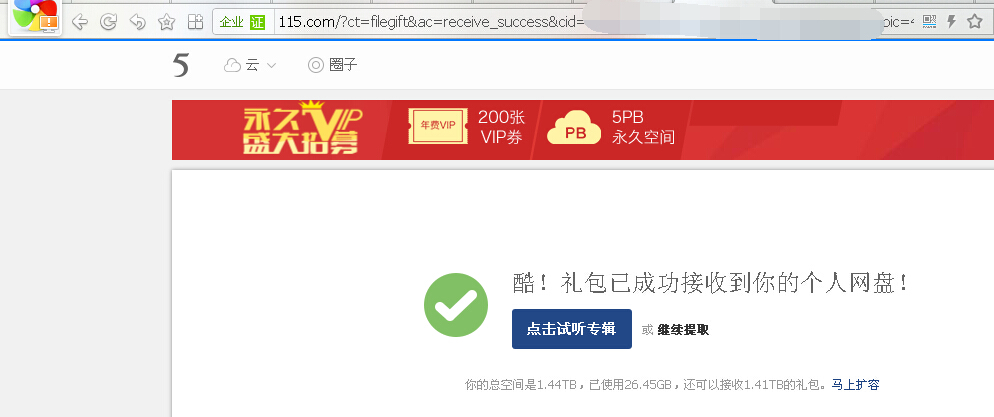 企业 证 115.com/?ct=filegift&ac=receive_success&cid= pic=
5 云 圈子
永久VIP
盛大招募
年费VIP
200张
VIP券
PB
5PB
永久空间
酷！礼包已成功接收到你的个人网盘！
点击试听专辑 或 继续提取
你的总空间是1.44TB，已使用26.45GB，还可以接收1.41TB的礼包。马上扩容